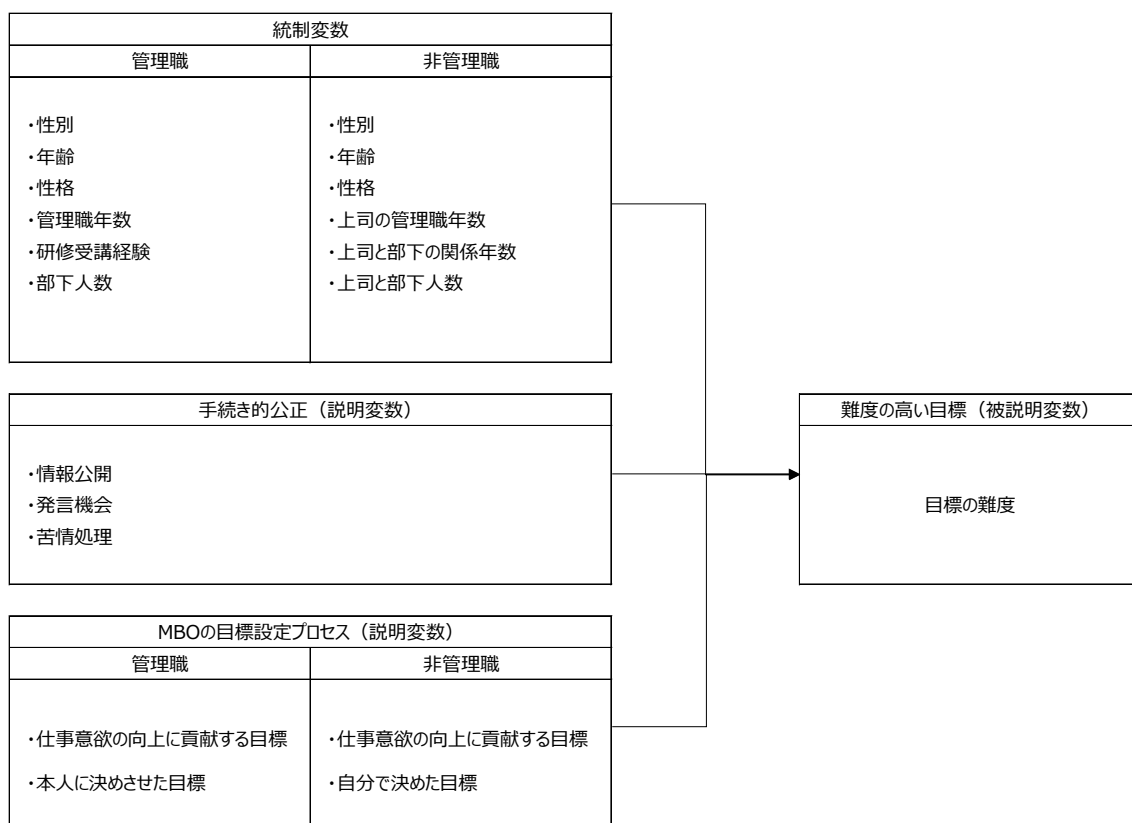 統制変数
管理職 非管理職
・性別 ・性別
・年齢 ・年齢
・性格 ・性格
・管理職年数 ・上司の管理職年数
・研修受講経験 ・上司と部下の関係年数
・部下人数 ・上司と部下人数
手続き的公正（説明変数） 難度の高い目標（被説明変数）
・情報公開
・発言機会 目標の難度
・苦情処理
MBOの目標設定プロセス（説明変数）
管理職 非管理職
・仕事意欲の向上に貢献する目標 ・仕事意欲の向上に貢献する目標
・本人に決めさせた目標 ・自分で決めた目標